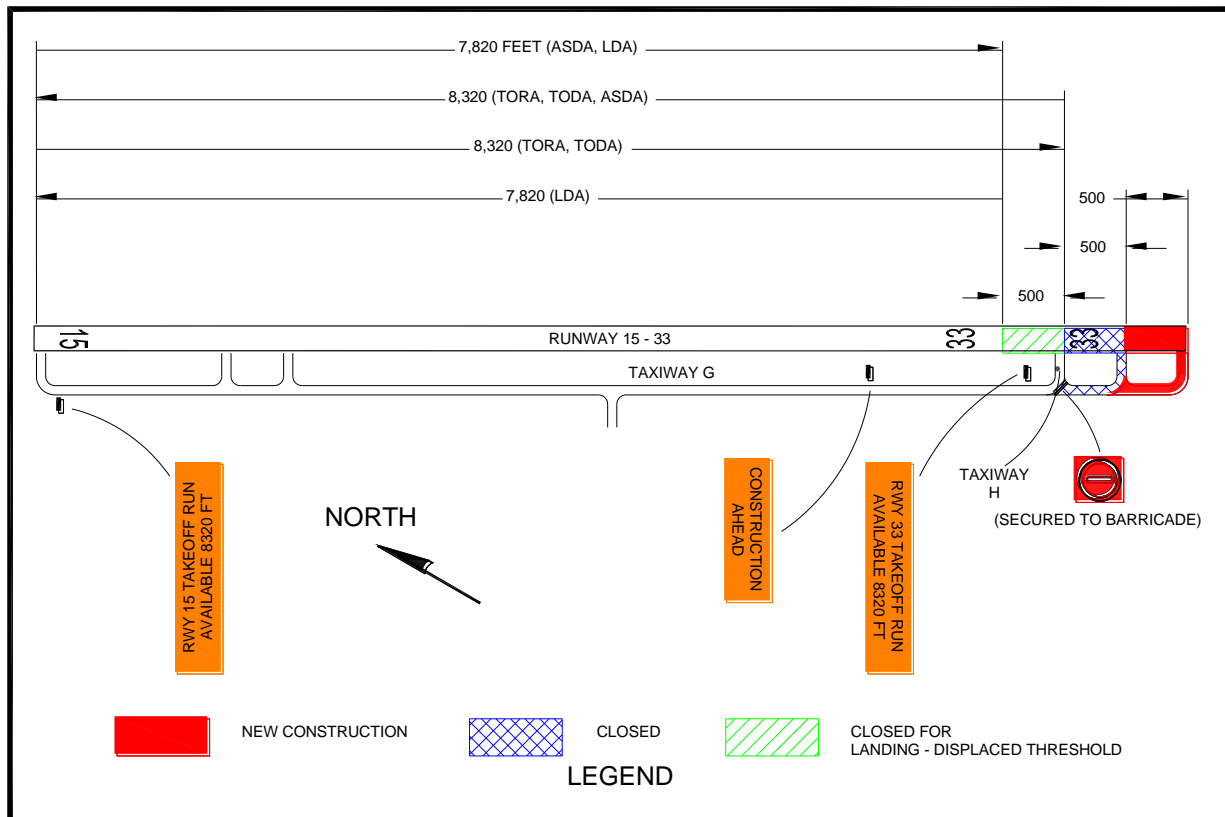 7,820 FEET (ASDA, LDA)
8,320 (TORA, TODA, ASDA)
8,320 (TORA, TODA)
7,820 (LDA)
500
500
500
15
RUNWAY 15 - 33
33
33
TAXIWAY G
RWY 15 TAKEOFF RUN
AVAILABLE 8320 FT
NORTH
CONSTRUCTION
AHEAD
RWY 33 TAKEOFF RUN
AVAILABLE 8320 FT
TAXIWAY
H
(SECURED TO BARRICADE)
NEW CONSTRUCTION
CLOSED
CLOSED FOR
LANDING - DISPLACED THRESHOLD
LEGEND